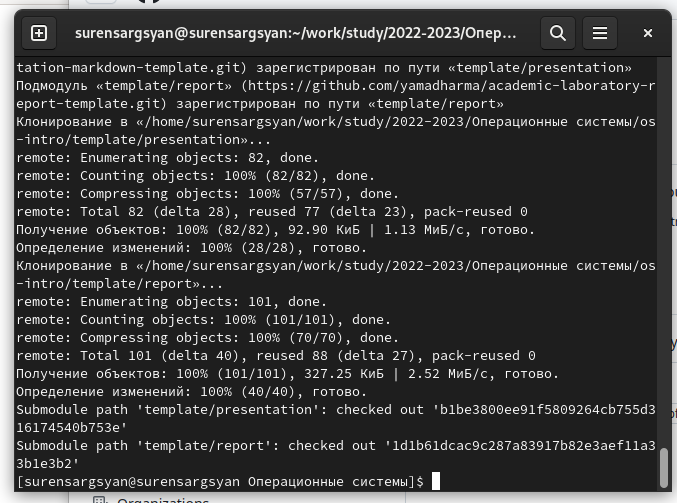 surensargsyan@surensargsyan:~/work/study/2022-2023/Опер...
tation-markdown-template.git) зарегистрирован по пути «template/presentation»
Подмодуль «template/report» (https://github.com/yamadharma/academic-laboratory-r
eport-template.git) зарегистрирован по пути «template/report»
Клонирование в «/home/surensargsyan/work/study/2022-2023/Операционные системы/os
-intro/template/presentation»...
remote: Enumerating objects: 82, done.
remote: Counting objects: 100% (82/82), done.
remote: Compressing objects: 100% (57/57), done.
remote: Total 82 (delta 28), reused 77 (delta 23), pack-reused 0
Получение объектов: 100% (82/82), 92.90 КиБ | 1.13 МиБ/с, готово.
Определение изменений: 100% (28/28), готово.
Клонирование в «/home/surensargsyan/work/study/2022-2023/Операционные системы/os
-intro/template/report»...
remote: Enumerating objects: 101, done.
remote: Counting objects: 100% (101/101), done.
remote: Compressing objects: 100% (70/70), done.
remote: Total 101 (delta 40), reused 88 (delta 27), pack-reused 0
Получение объектов: 100% (101/101), 327.25 КиБ | 2.52 МиБ/с, готово.
Определение изменений: 100% (40/40), готово.
Submodule path 'template/presentation': checked out 'b1be3800ee91f5809264cb755d3
16174540b753e'
Submodule path 'template/report': checked out '1d1b61dcac9c287a83917b82e3aef11a3
3b1e3b2'
[surensargsyan@surensargsyan Операционные системы]$
Organizations